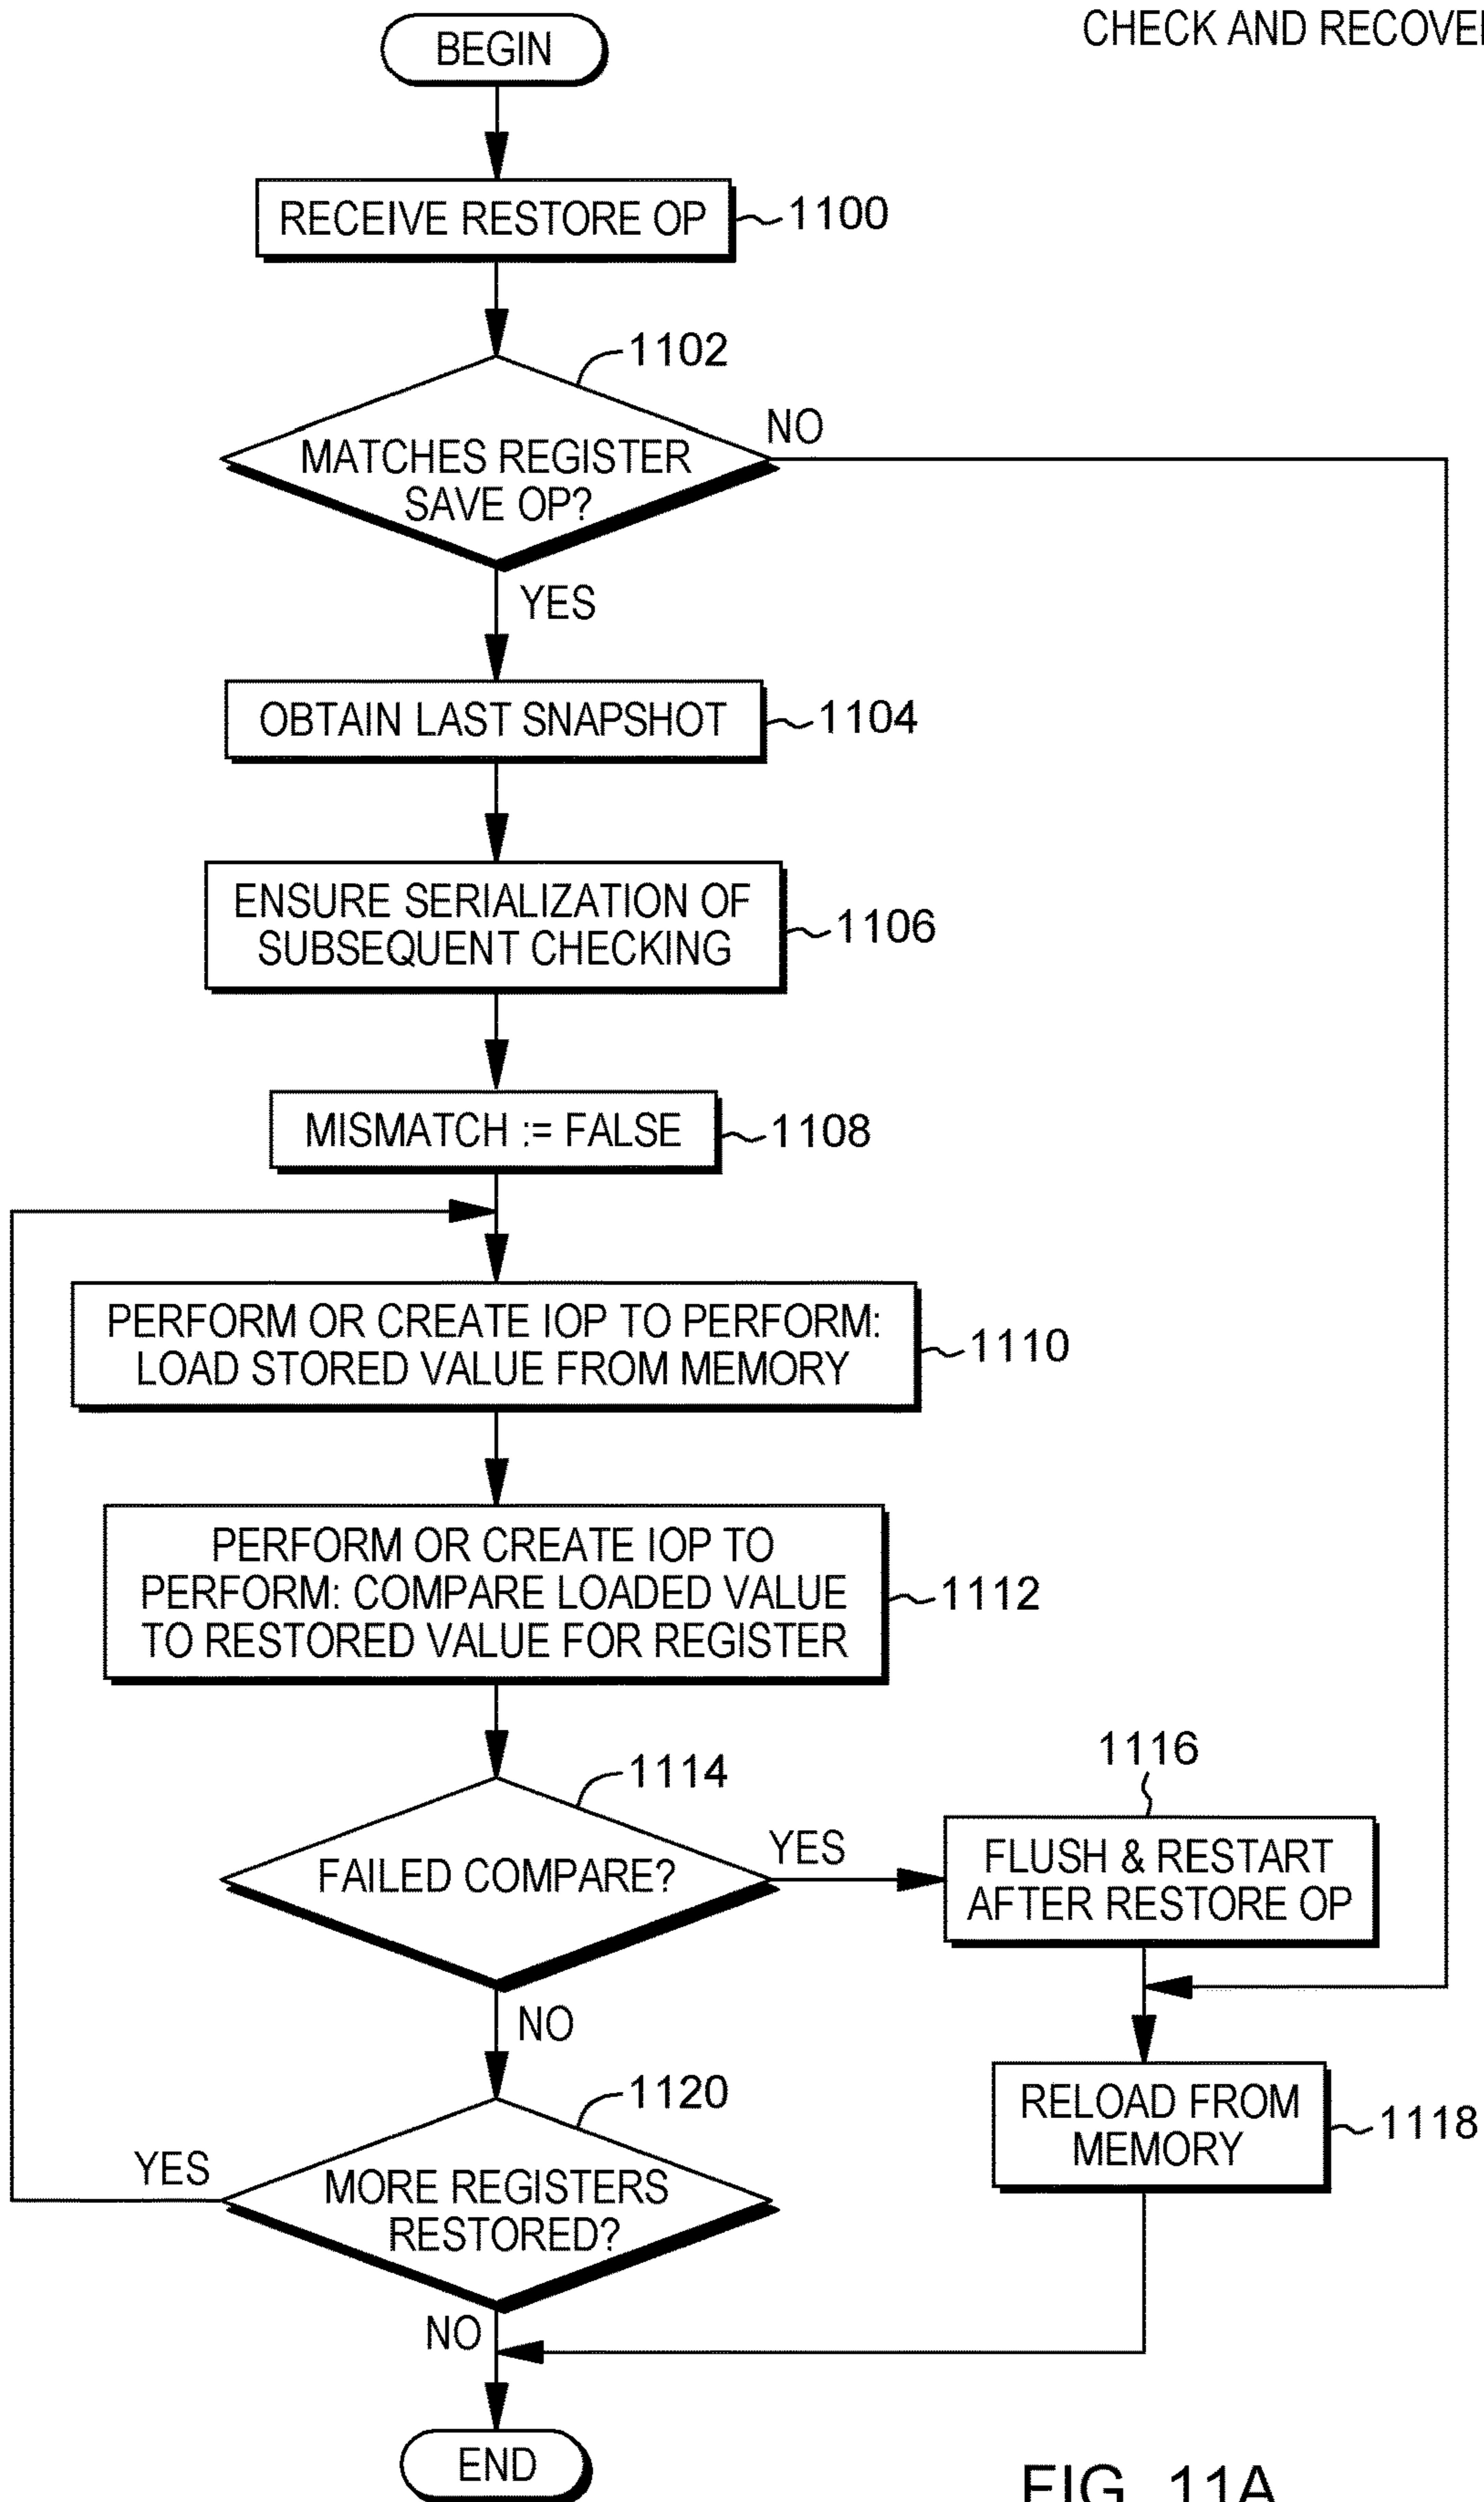 CHECK AND RECOVER
BEGIN
RECEIVE RESTORE OP
1100
1102
MATCHES REGISTER
SAVE OP?
NO
YES
OBTAIN LAST SNAPSHOT
1104
ENSURE SERIALIZATION OF
SUBSEQUENT CHECKING
1106
MISMATCH := FALSE
1108
PERFORM OR CREATE IOP TO PERFORM:
LOAD STORED VALUE FROM MEMORY
1110
PERFORM OR CREATE IOP TO
PERFORM: COMPARE LOADED VALUE
TO RESTORED VALUE FOR REGISTER
1112
1114
FAILED COMPARE?
YES
1116
FLUSH & RESTART
AFTER RESTORE OP
NO
RELOAD FROM
MEMORY
1118
1120
YES
MORE REGISTERS
RESTORED?
NO
END
FIG. 11A